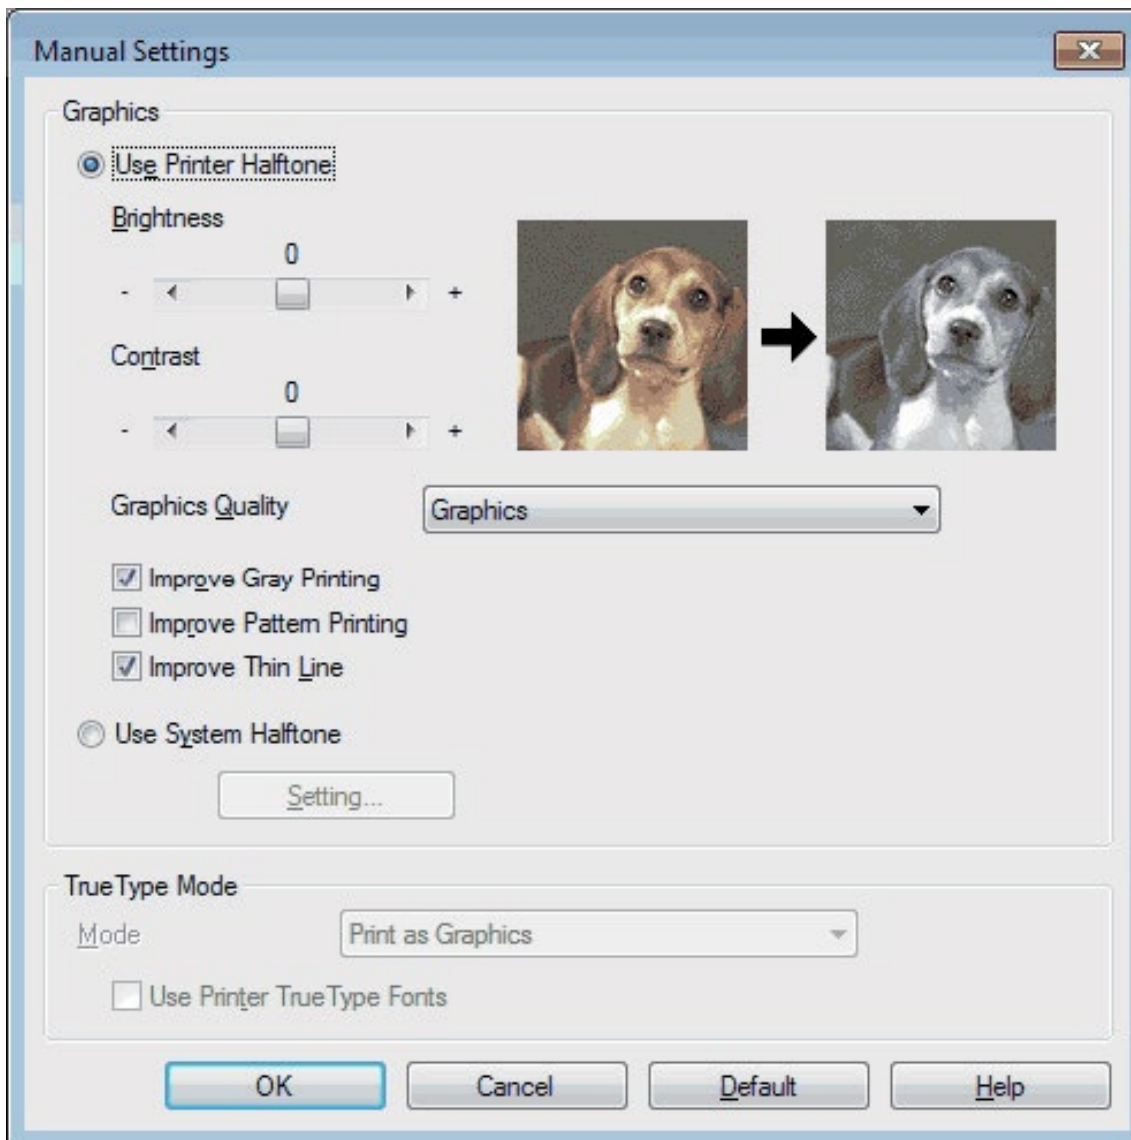 Manual Settings
Graphics
Use Printer Halftone
Brightness
0
- +
Contrast
0
- +
Graphics Quality Graphics
Improve Gray Printing
Improve Pattern Printing
Improve Thin Line
Use System Halftone
Setting...
TrueType Mode
Mode Print as Graphics
Use Printer TrueType Fonts
OK Cancel Default Help